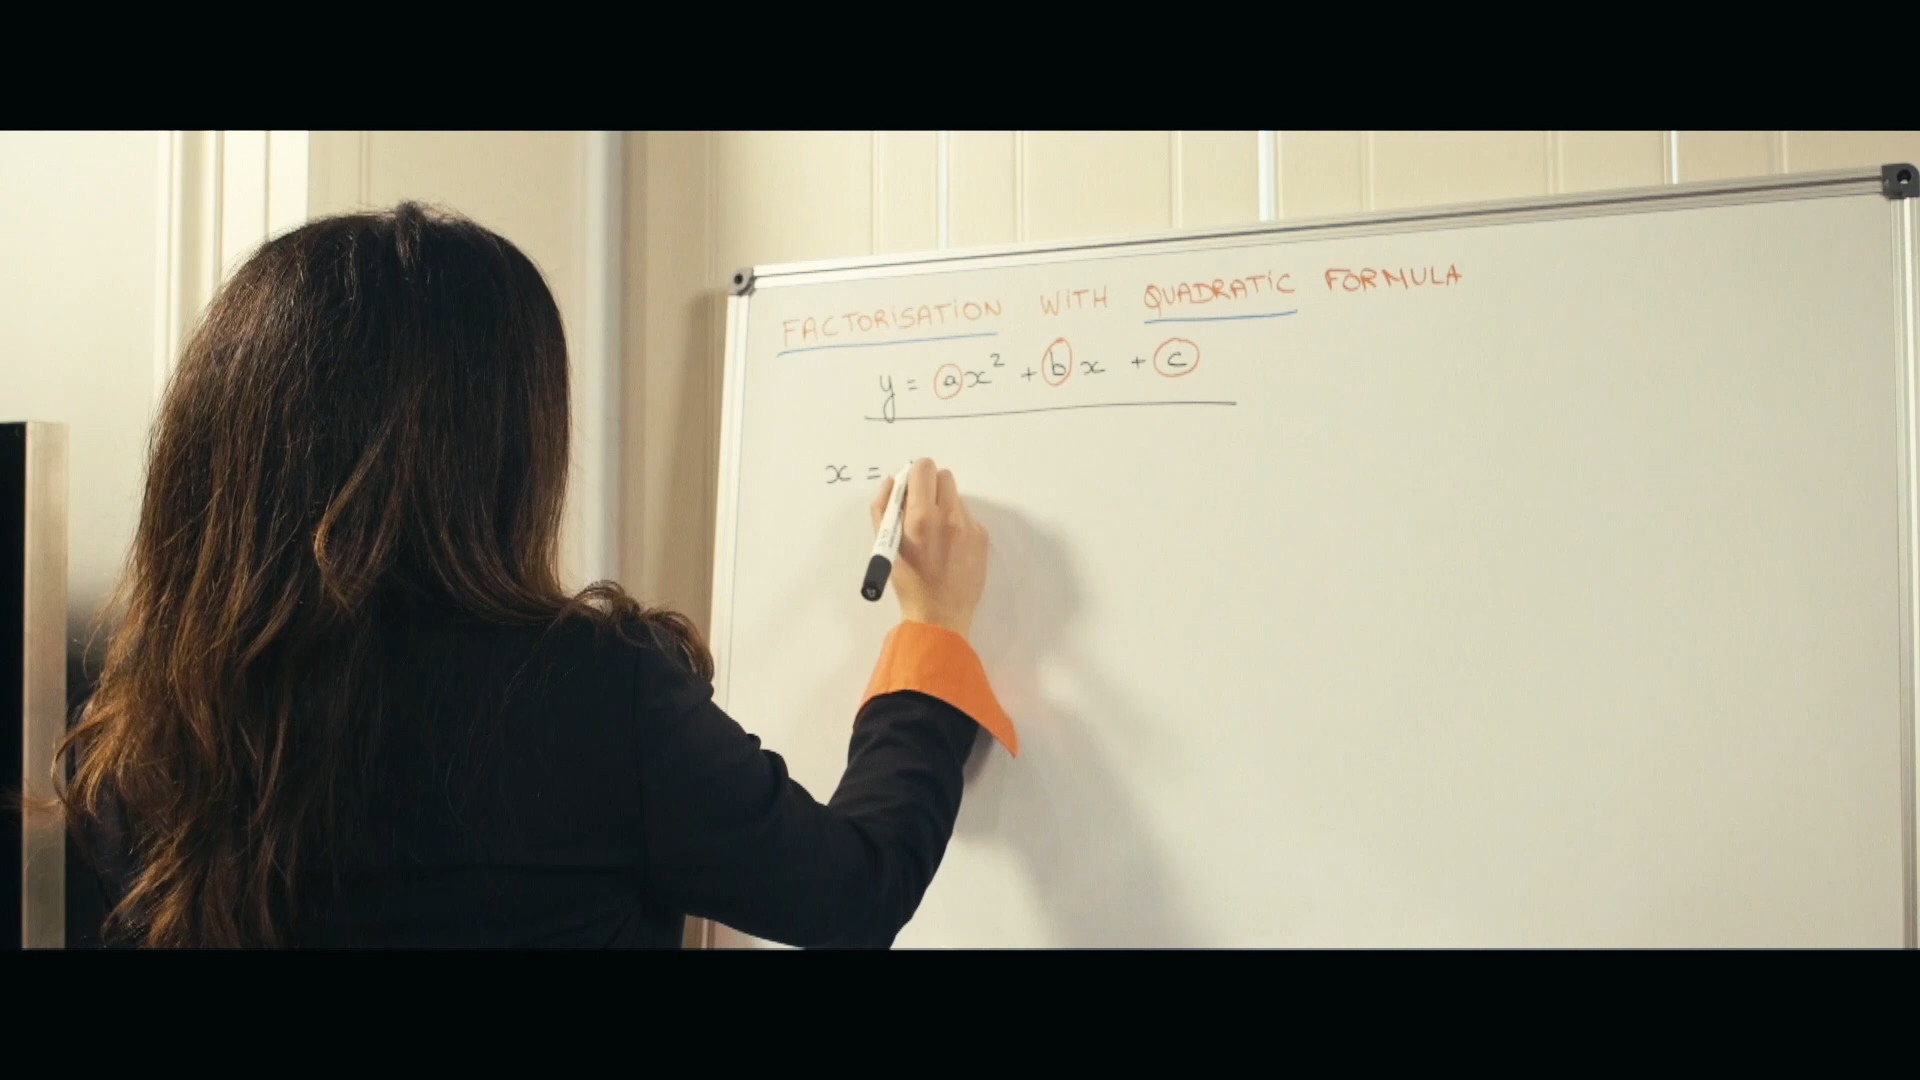 FACTORISATION WITH QUADRATIC FORMULA
y = ax² + bx + c
x =